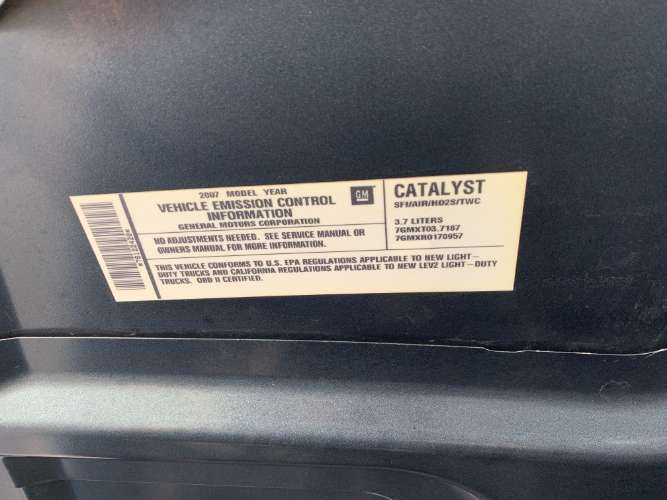 2007 MODEL YEAR
VEHICLE EMISSION CONTROL
INFORMATION
GENERAL MOTORS CORPORATION
GM
NO ADJUSTMENTS NEEDED. SEE SERVICE MANUAL OR
OWNERS MANUAL FOR MORE INFORMATION.
CATALYST
SFI/AIR/HO2S/TWC
3.7 LITERS
7GMXT03.7187
7GMXR0170957
THIS VEHICLE CONFORMS TO U.S. EPA REGULATIONS APPLICABLE TO NEW LIGHT-
DUTY TRUCKS AND CALIFORNIA REGULATIONS APPLICABLE TO NEW LEV2 LIGHT-DUTY
TRUCKS. OBD II CERTIFIED.